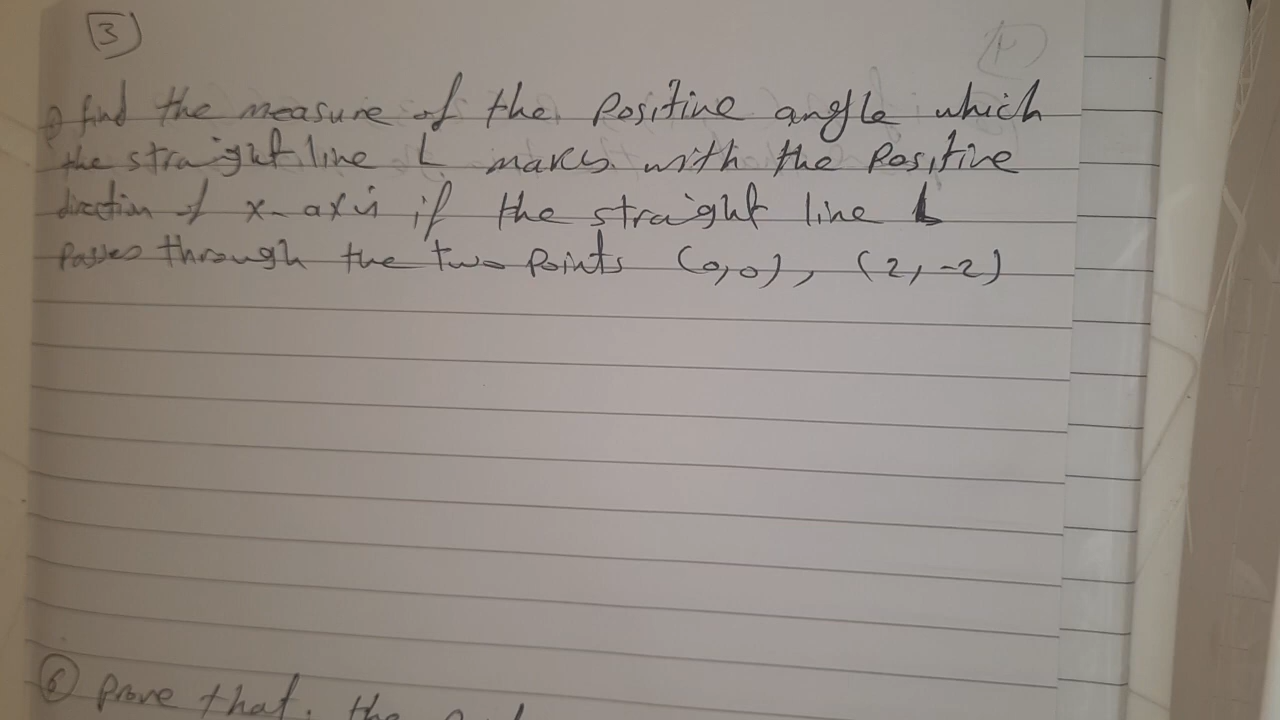 3
find the measure of the Positive angle which
the straight line L makes with the Positive
direction of x-axis if the straight line L
Passes through the two points (0,0), (2,-2)
6 Prove that. the